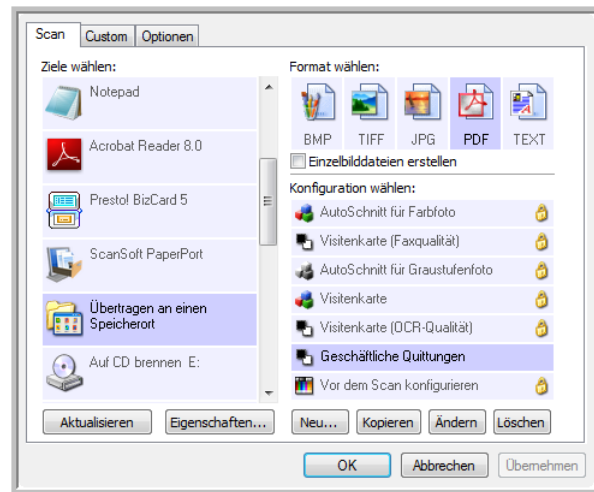 Scan Custom Optionen
Ziele wählen:
Notepad
Acrobat Reader 8.0
Presto! BizCard 5
ScanSoft PaperPort
Übertragen an einen
Speicherort
Auf CD brennen E:
Aktualisieren Eigenschaften...
Format wählen:
BMP TIFF JPG PDF TEXT
Einzelbilddateien erstellen
Konfiguration wählen:
AutoSchnitt für Farbfoto
Visitenkarte (Faxqualität)
AutoSchnitt für Graustufenfoto
Visitenkarte
Visitenkarte (OCR-Qualität)
Geschäftliche Quittungen
Vor dem Scan konfigurieren
Neu... Kopieren Ändern Löschen
OK Abbrechen Übernehmen